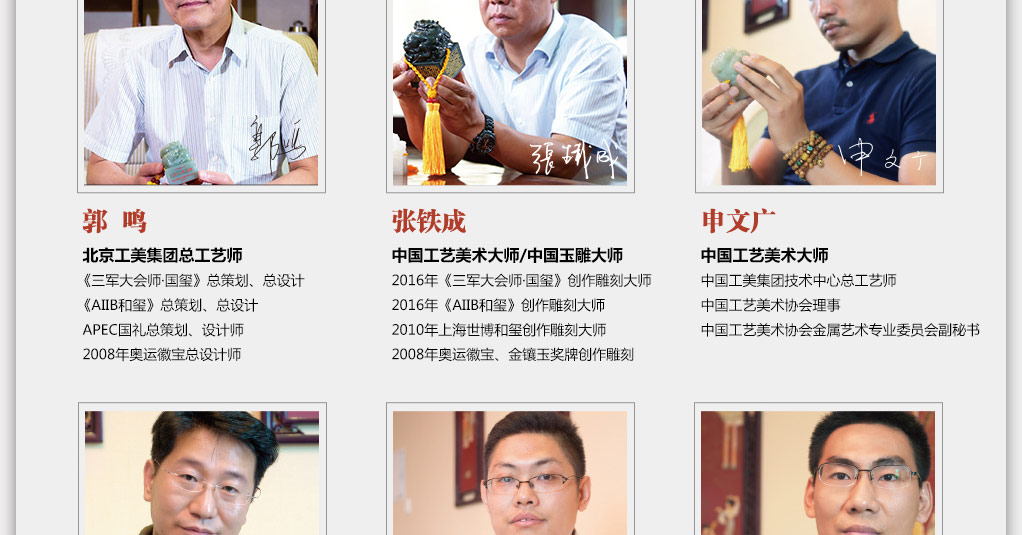 郭鸣
張鉄成
申文广
郭 鸣
北京工美集团总工艺师
《三军大会师·国玺》总策划、总设计
《AIIB和玺》总策划、总设计
APEC国礼总策划、设计师
2008年奥运徽宝总设计师
张铁成
中国工艺美术大师/中国玉雕大师
2016年《三军大会师·国玺》创作雕刻大师
2016年《AIIB和玺》创作雕刻大师
2010年上海世博和玺创作雕刻大师
2008年奥运徽宝、金镶玉奖牌创作雕刻
申文广
中国工艺美术大师
中国工美集团技术中心总工艺师
中国工艺美术协会理事
中国工艺美术协会金属艺术专业委员会副秘书